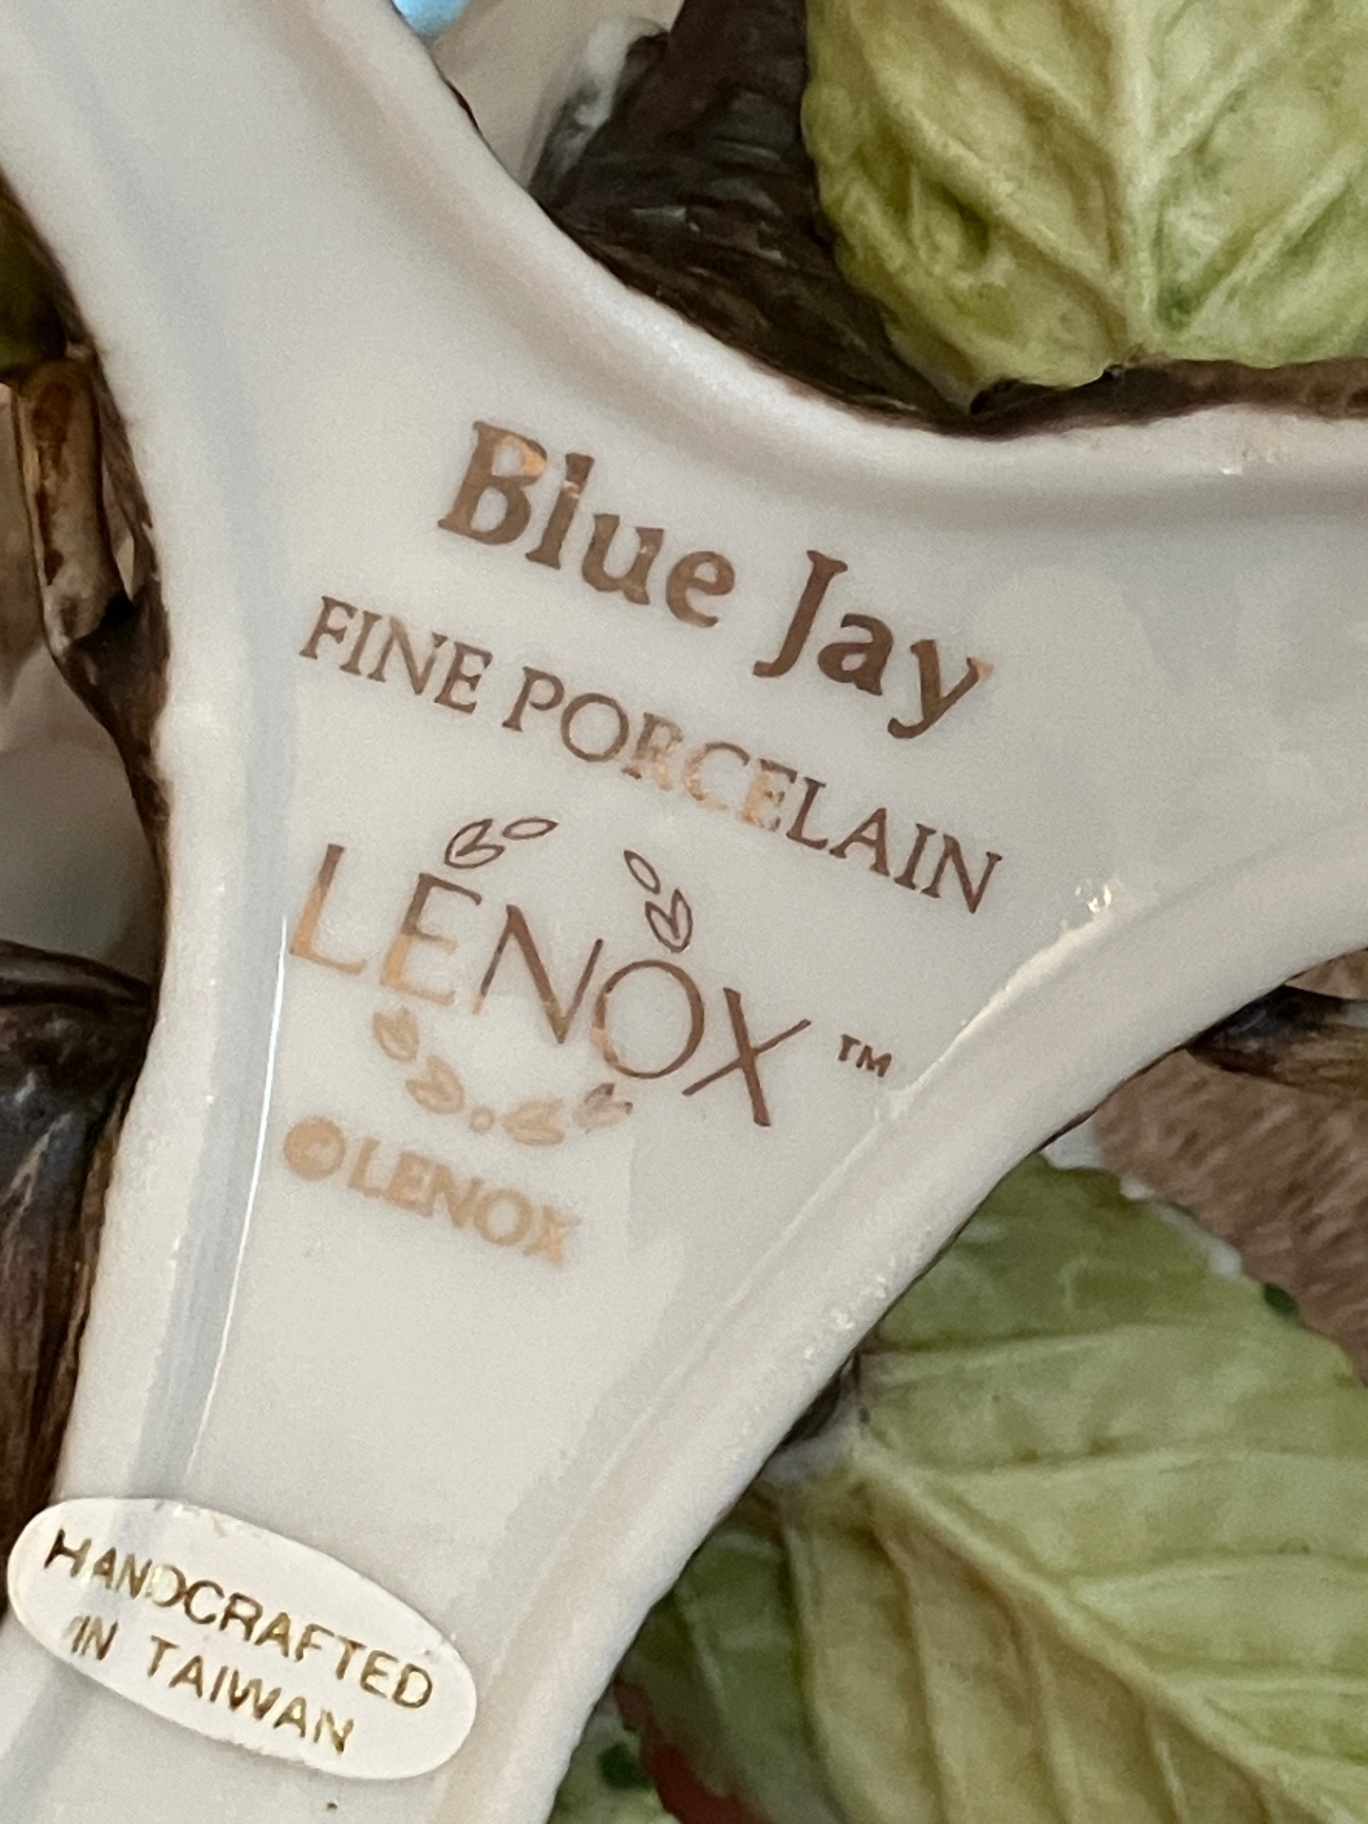 Blue Jay
FINE PORCELAIN
LENOX™
©LENOX
HANDCRAFTED
IN TAIWAN